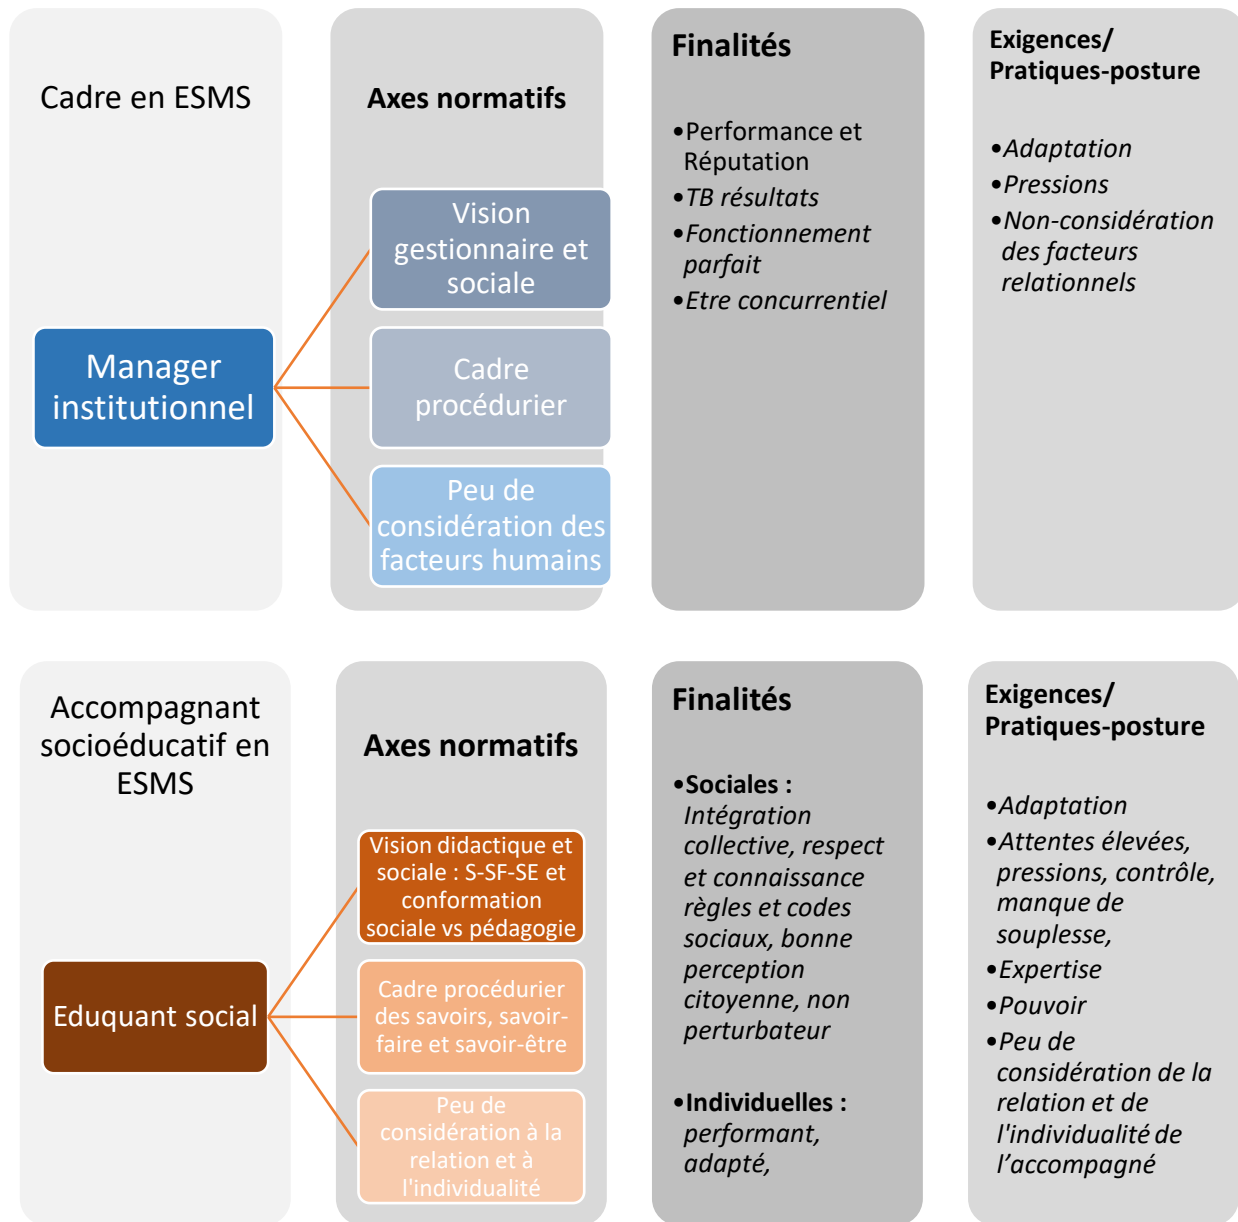 Cadre en ESMS
Manager
institutionnel
Axes normatifs
Vision
gestionnaire et
sociale
Cadre
procédurier
Peu de
considération des
facteurs humains
Finalités
•Performance et
Réputation
•TB résultats
•Fonctionnement
parfait
•Etre concurrentiel
Exigences/
Pratiques-posture
•Adaptation
•Pressions
•Non-considération
des facteurs
relationnels
Accompagnant
socioéducatif en
ESMS
Eduquant social
Axes normatifs
Vision didactique et
sociale : S-SF-SE et
conformation
sociale vs pédagogie
Cadre procédurier
des savoirs, savoir-
faire et savoir-être
Peu de
considération à la
relation et à
l'individualité
Finalités
•Sociales :
Intégration
collective, respect
et connaissance
règles et codes
sociaux, bonne
perception
citoyenne, non
perturbateur
•Individuelles :
performant,
adapté,
Exigences/
Pratiques-posture
•Adaptation
•Attentes élevées,
pressions, contrôle,
manque de
souplesse,
•Expertise
•Pouvoir
•Peu de
considération de la
relation et de
l'individualité de
l’accompagné